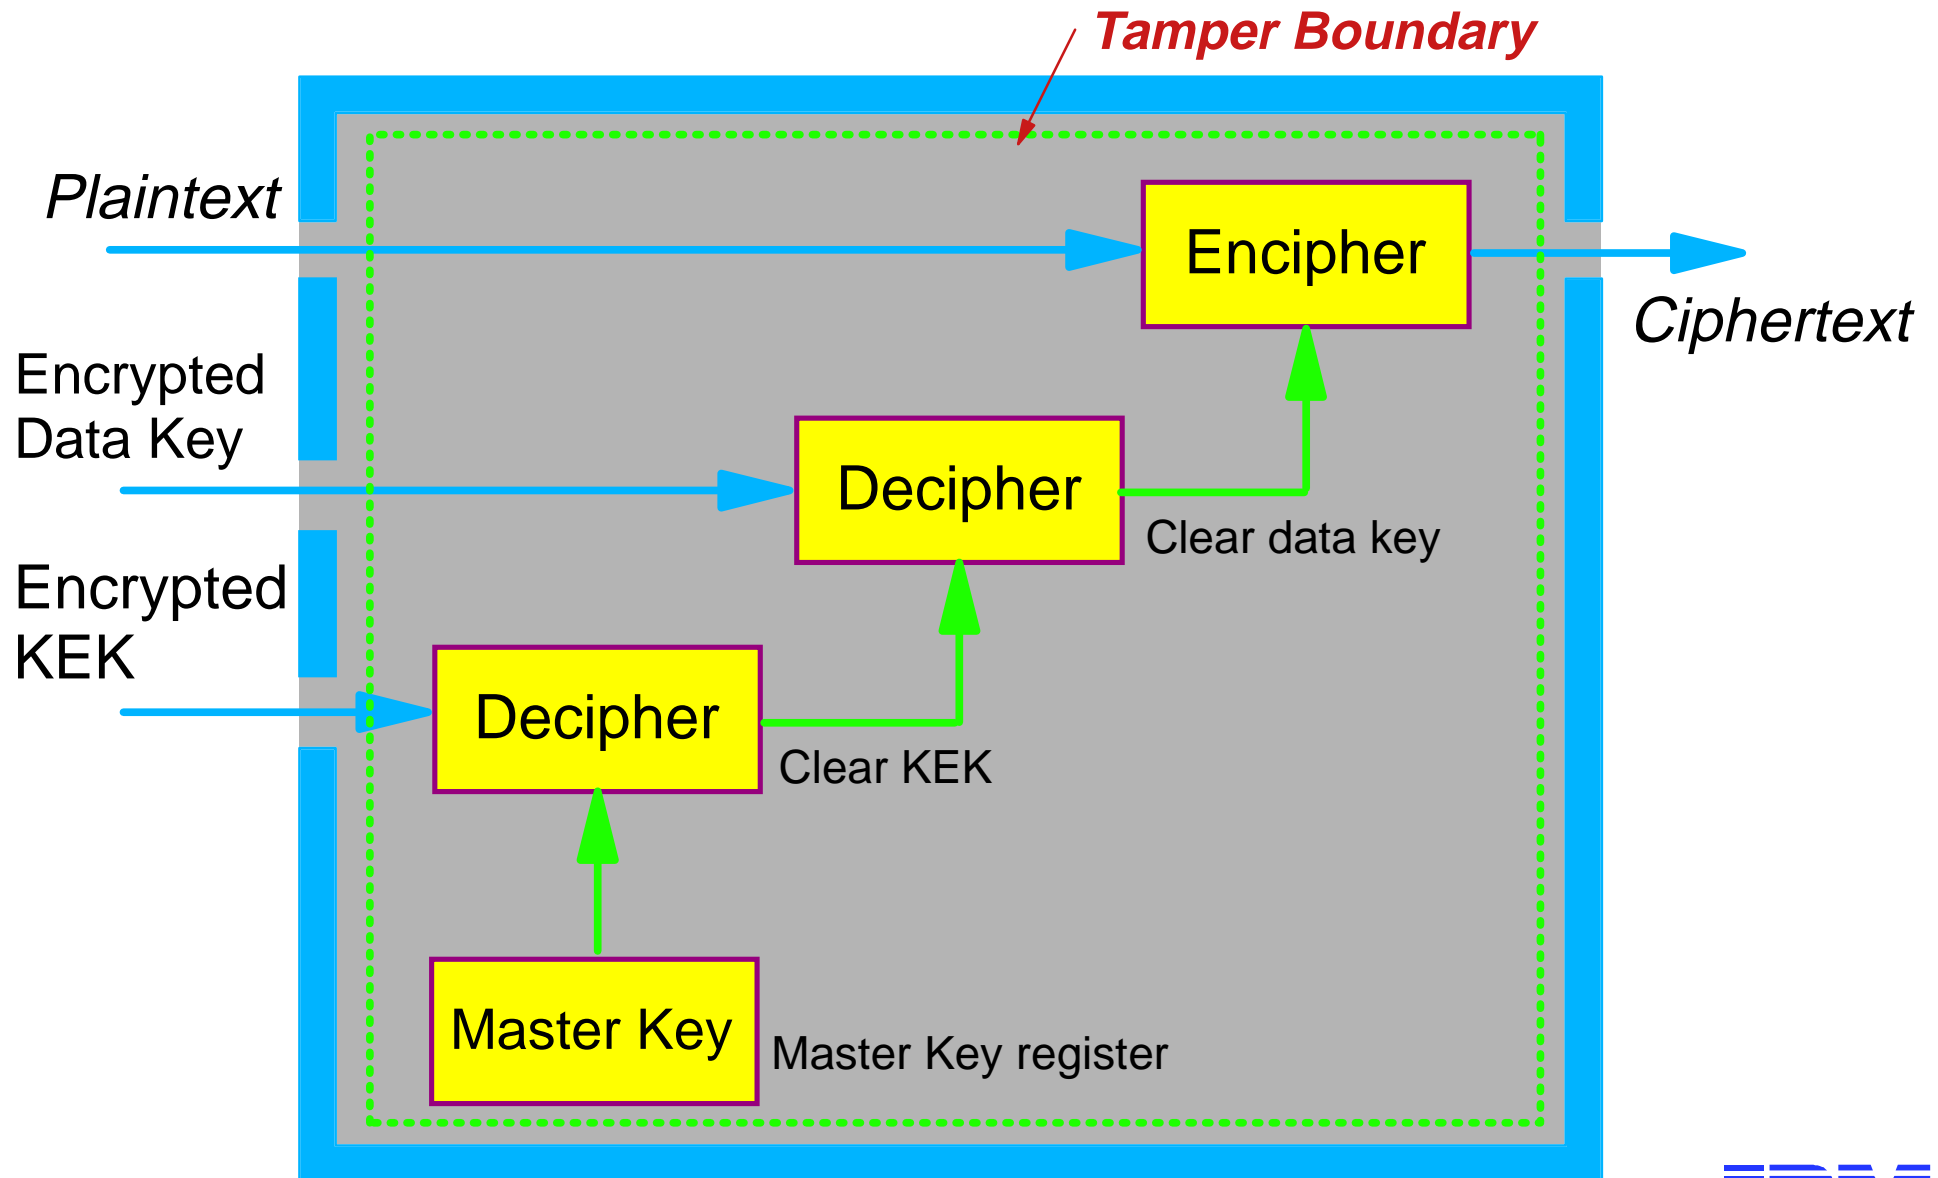 Tamper Boundary
Plaintext
Encipher
Ciphertext
Encrypted
Data Key
Decipher
Clear data key
Encrypted
KEK
Decipher
Clear KEK
Master Key
Master Key register